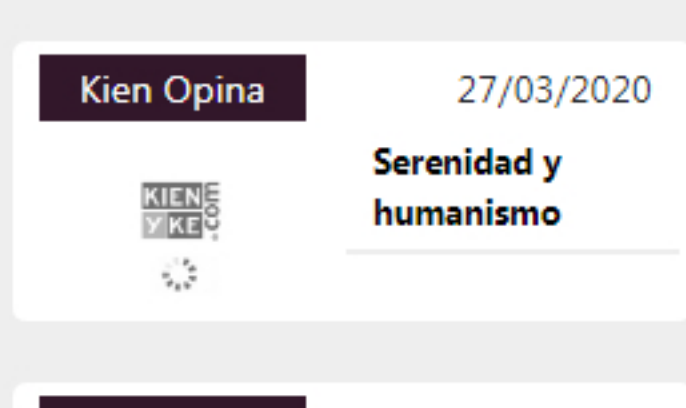 Kien Opina
27/03/2020
Serenidad y
humanismo
KIEN
Y KE
.com